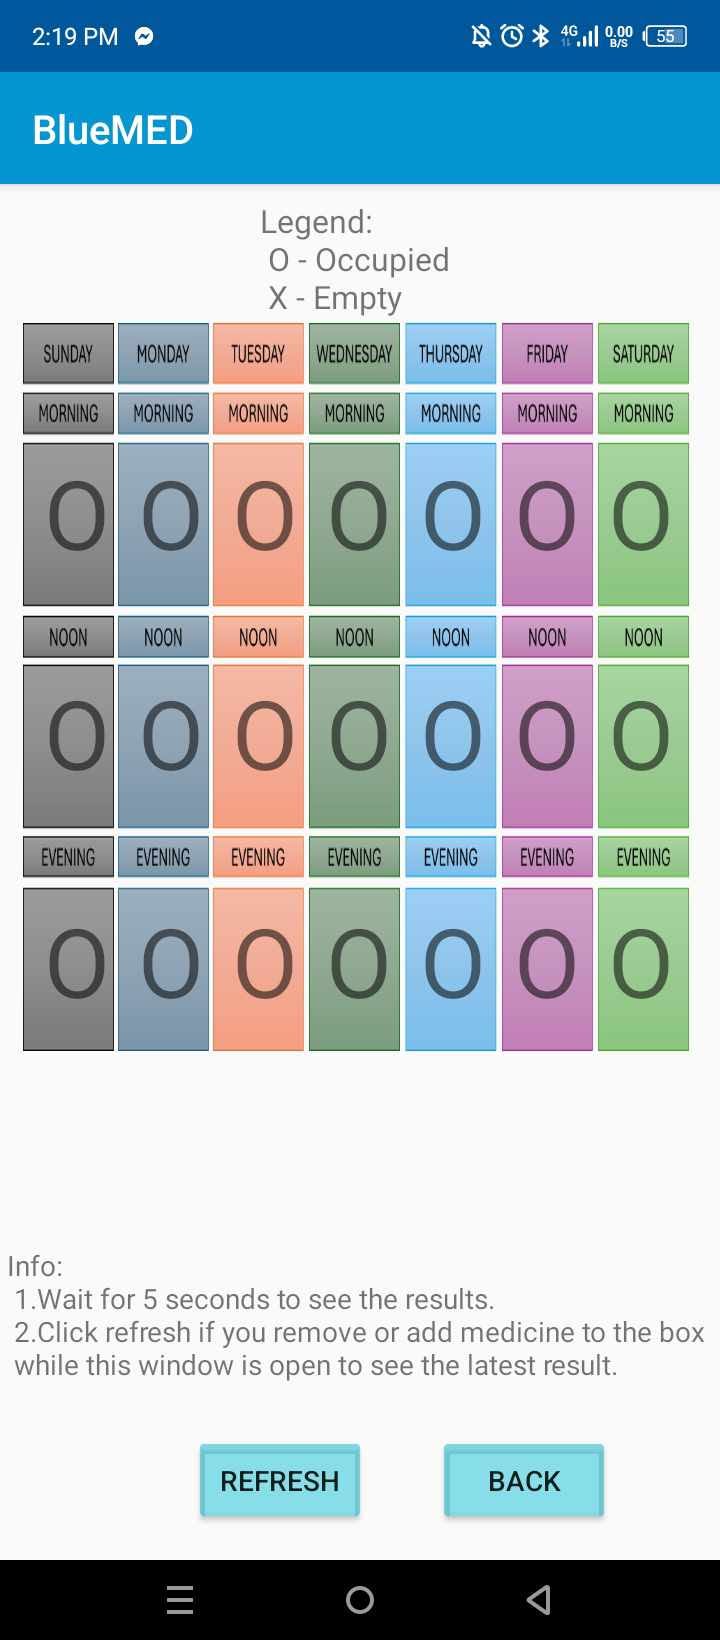 2:19 PM
4G 0.00 B/S 55
BlueMED
Legend:
O - Occupied
X - Empty
SUNDAY MONDAY TUESDAY WEDNESDAY THURSDAY FRIDAY SATURDAY
MORNING MORNING MORNING MORNING MORNING MORNING MORNING
O O O O O O O
NOON NOON NOON NOON NOON NOON NOON
O O O O O O O
EVENING EVENING EVENING EVENING EVENING EVENING EVENING
O O O O O O O
Info:
1.Wait for 5 seconds to see the results.
2.Click refresh if you remove or add medicine to the box
while this window is open to see the latest result.
REFRESH BACK